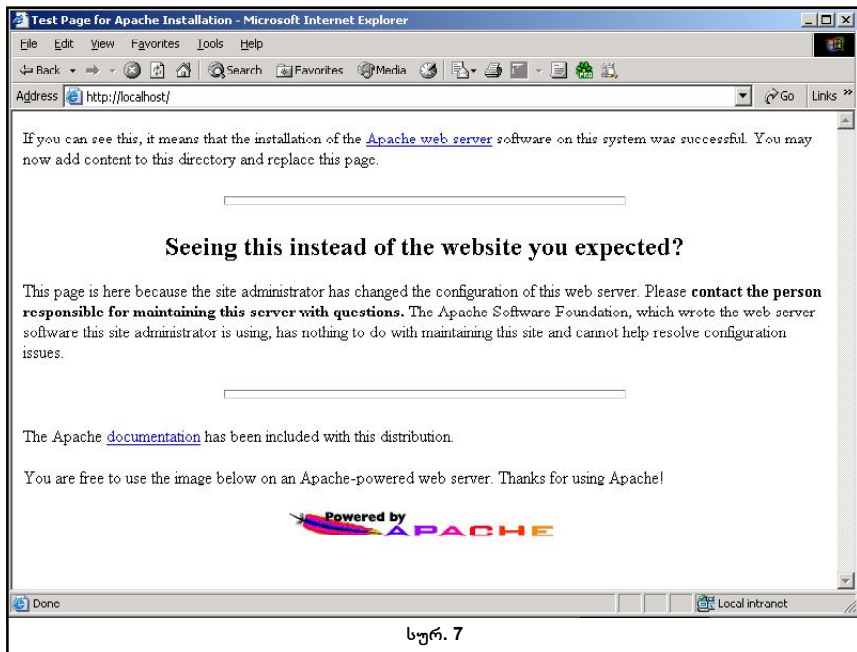 Test Page for Apache Installation - Microsoft Internet Explorer
File Edit View Favorites Tools Help
Back Search Favorites Media
Address http://localhost/ Go Links »
If you can see this, it means that the installation of the Apache web server software on this system was successful. You may
now add content to this directory and replace this page.
Seeing this instead of the website you expected?
This page is here because the site administrator has changed the configuration of this web server. Please contact the person
responsible for maintaining this server with questions. The Apache Software Foundation, which wrote the web server
software this site administrator is using, has nothing to do with maintaining this site and cannot help resolve configuration
issues.
The Apache documentation has been included with this distribution.
You are free to use the image below on an Apache-powered web server. Thanks for using Apache!
Powered by
APACHE
Done Local intranet
სურ. 7